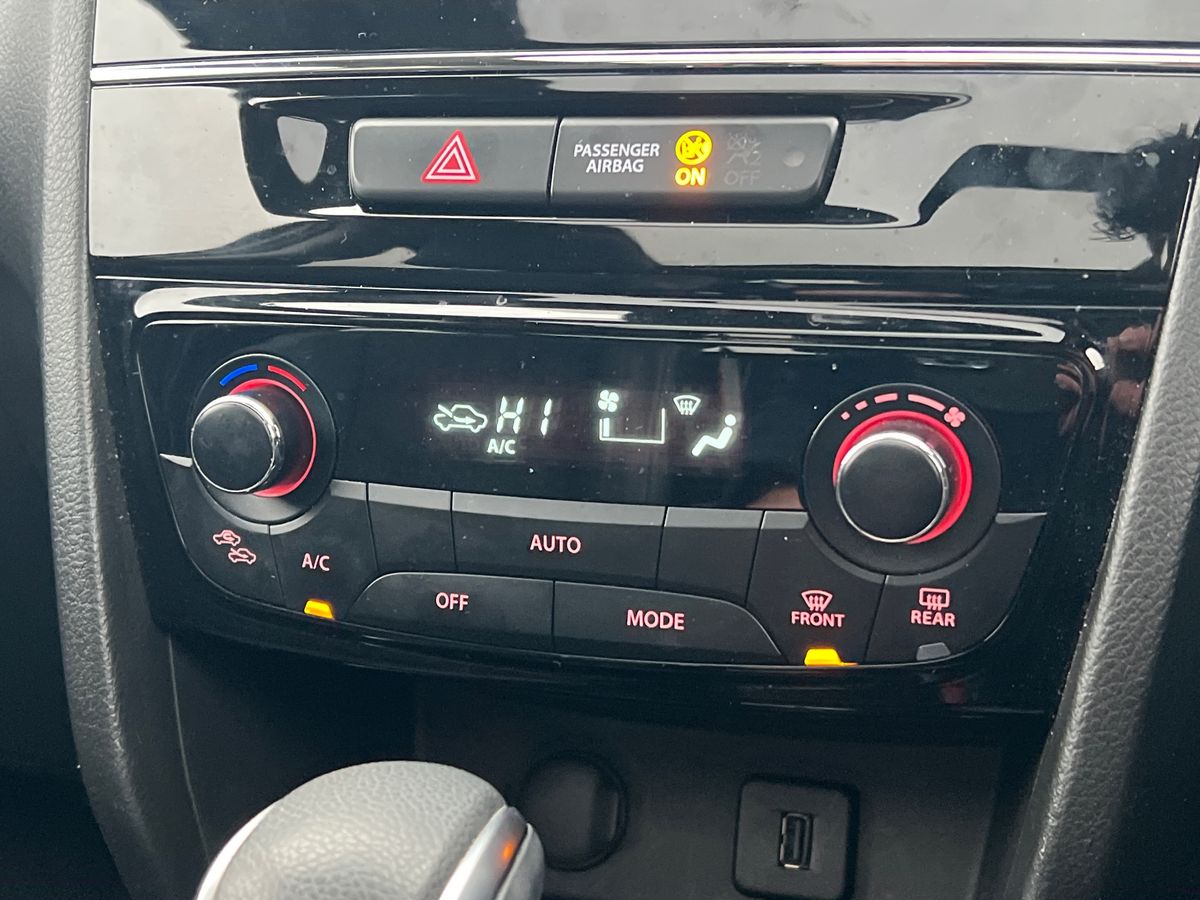 PASSENGER
AIRBAG
ON
OFF
HI
A/C
A/C
AUTO
OFF
MODE
FRONT
REAR